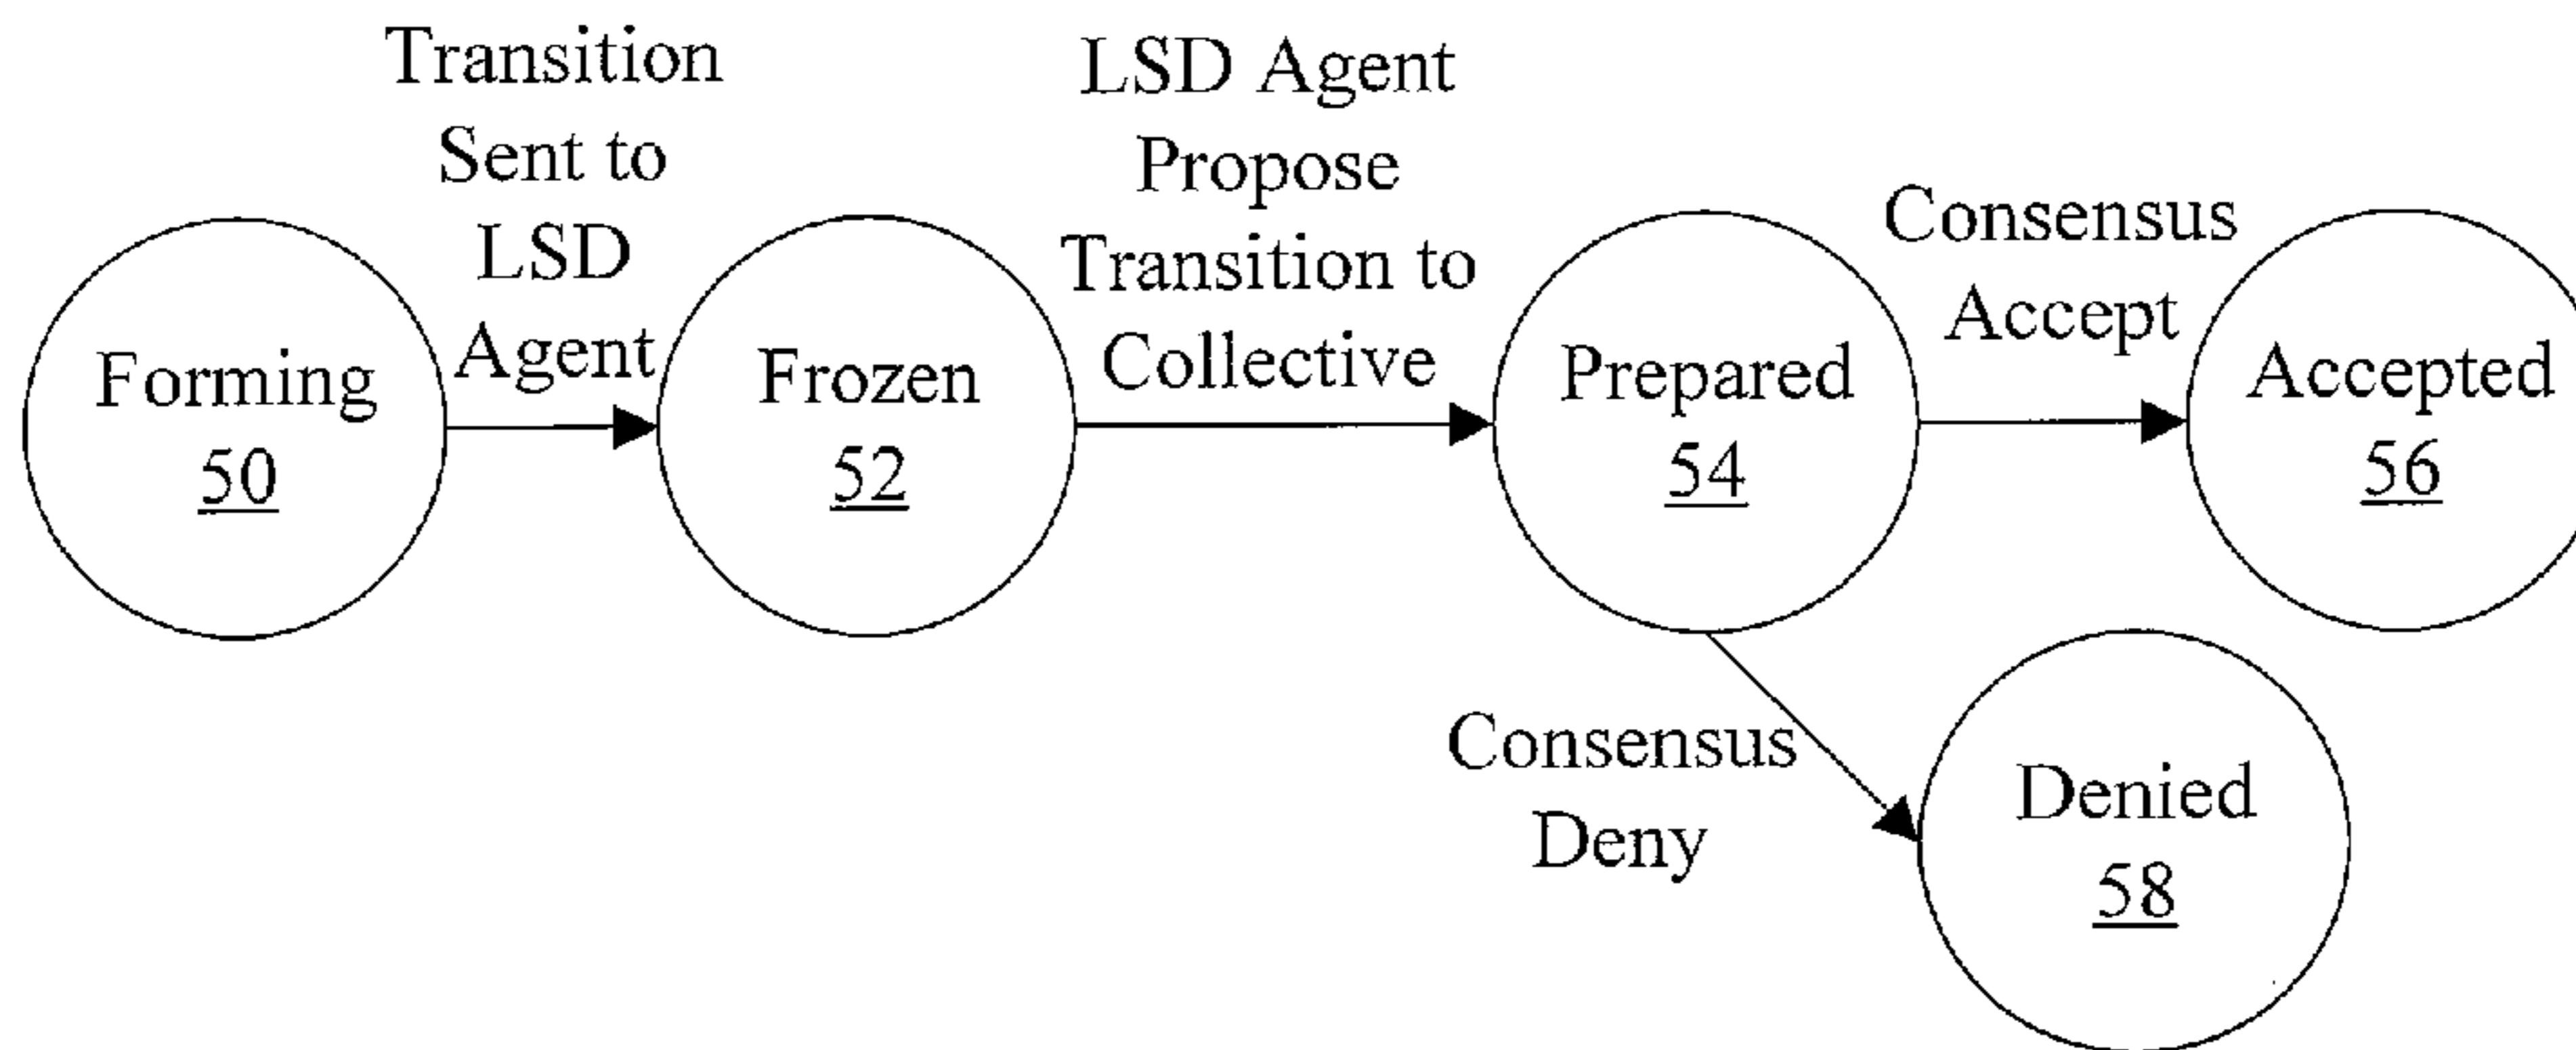 Transition
Sent to
LSD
Agent
LSD Agent
Propose
Transition to
Collective
Consensus
Accept
Forming
50
Frozen
52
Prepared
54
Accepted
56
Consensus
Deny
Denied
58